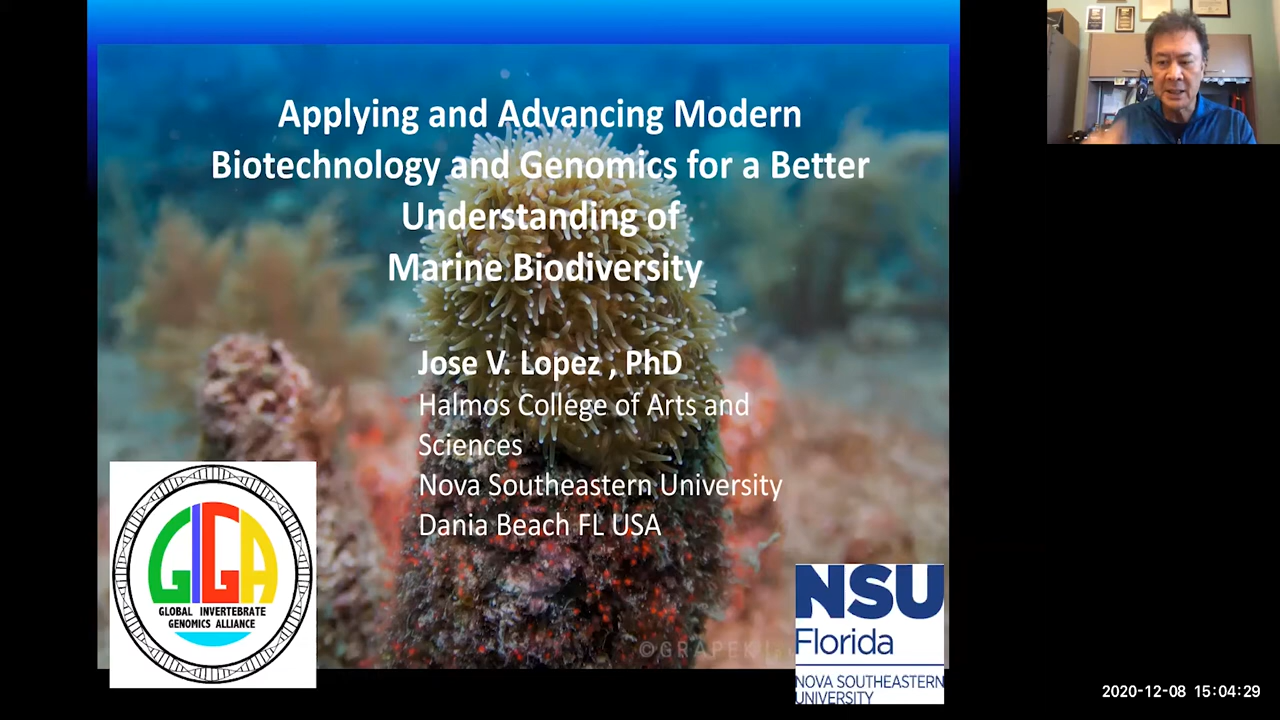 Applying and Advancing Modern
Biotechnology and Genomics for a Better
Understanding of
Marine Biodiversity
Jose V. Lopez , PhD
Halmos College of Arts and
Sciences
Nova Southeastern University
Dania Beach FL USA
GIGA
GLOBAL INVERTEBRATE
GENOMICS ALLIANCE
NSU
Florida
NOVA SOUTHEASTERN
UNIVERSITY
2020-12-08 15:04:29